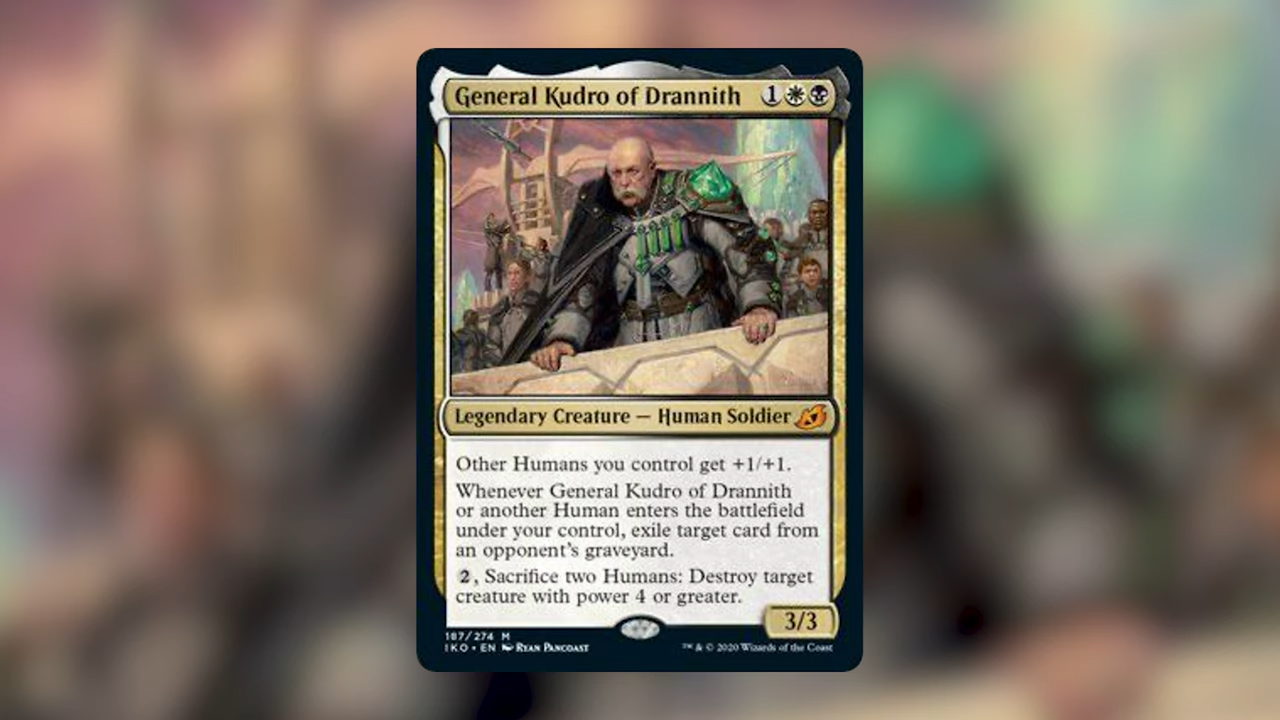 General Kudro of Drannith 1
Legendary Creature — Human Soldier
Other Humans you control get +1/+1.
Whenever General Kudro of Drannith
or another Human enters the battlefield
under your control, exile target card from
an opponent's graveyard.
2, Sacrifice two Humans: Destroy target
creature with power 4 or greater.
3/3
187/274 M
IKO • EN Ryan Pancoast
™ & © 2020 Wizards of the Coast